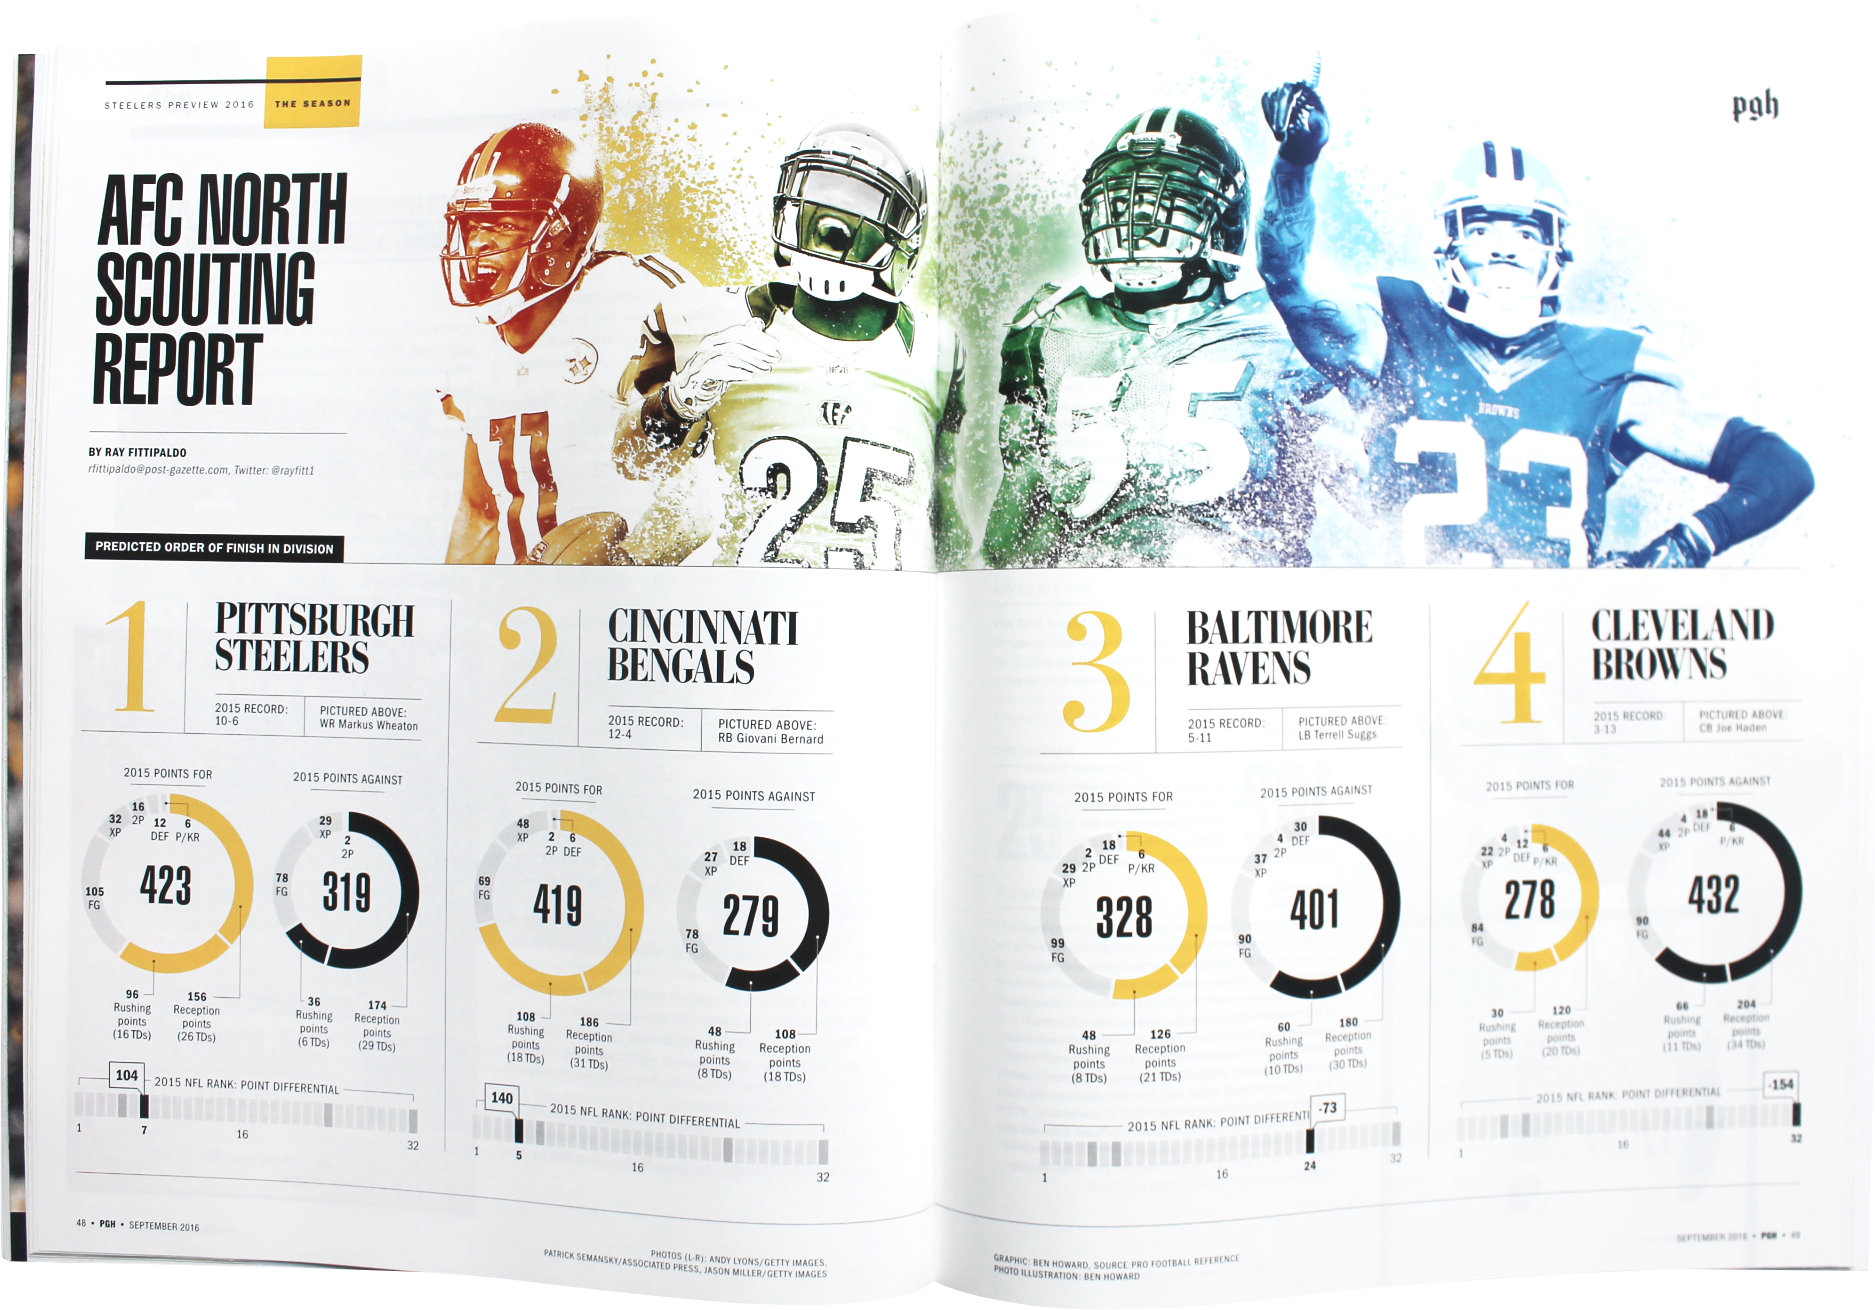 STEELERS PREVIEW 2016 THE SEASON
pgh
AFC NORTH
SCOUTING
REPORT
BY RAY FITTIPALDO
rfittipaldo@post-gazette.com, Twitter: @rayfitt1
11
25
55
BROWNS
23
PREDICTED ORDER OF FINISH IN DIVISION
1
PITTSBURGH
STEELERS
2015 RECORD:
10-6
PICTURED ABOVE:
WR Markus Wheaton
2015 POINTS FOR
423
105
FG
32
XP
16
2P
12
DEF
6
P/KR
96
Rushing
points
(16 TDs)
156
Reception
points
(26 TDs)
2015 POINTS AGAINST
319
78
FG
29
XP
2
2P
36
Rushing
points
(6 TDs)
174
Reception
points
(29 TDs)
104
2015 NFL RANK: POINT DIFFERENTIAL
1
7
16
32
2
CINCINNATI
BENGALS
2015 RECORD:
12-4
PICTURED ABOVE:
RB Giovani Bernard
2015 POINTS FOR
419
69
FG
48
XP
2
2P
6
DEF
108
Rushing
points
(18 TDs)
186
Reception
points
(31 TDs)
2015 POINTS AGAINST
279
78
FG
27
XP
18
DEF
48
Rushing
points
(8 TDs)
108
Reception
points
(18 TDs)
140
2015 NFL RANK: POINT DIFFERENTIAL
1
5
16
32
3
BALTIMORE
RAVENS
2015 RECORD:
5-11
PICTURED ABOVE:
LB Terrell Suggs
2015 POINTS FOR
328
99
FG
29
XP
2
2P
18
DEF
6
P/KR
48
Rushing
points
(8 TDs)
126
Reception
points
(21 TDs)
2015 POINTS AGAINST
401
90
FG
37
XP
4
2P
30
DEF
60
Rushing
points
(10 TDs)
180
Reception
points
(30 TDs)
-73
2015 NFL RANK: POINT DIFFERENTI
1
16
24
32
4
CLEVELAND
BROWNS
2015 RECORD:
3-13
PICTURED ABOVE:
CB Joe Haden
2015 POINTS FOR
278
84
FG
22
XP
4
2P
12
DEF
6
P/KR
30
Rushing
points
(5 TDs)
120
Reception
points
(20 TDs)
2015 POINTS AGAINST
432
90
FG
44
XP
4
2P
18
DEF
6
P/KR
66
Rushing
points
(11 TDs)
204
Reception
points
(34 TDs)
-154
2015 NFL RANK: POINT DIFFERENTIAL
1
16
32
48 • PGH • SEPTEMBER 2016
PHOTOS (L-R): ANDY LYONS/GETTY IMAGES,
PATRICK SEMANSKY/ASSOCIATED PRESS, JASON MILLER/GETTY IMAGES
GRAPHIC: BEN HOWARD, SOURCE: PRO FOOTBALL REFERENCE
PHOTO ILLUSTRATION: BEN HOWARD
SEPTEMBER 2016 • PGH •